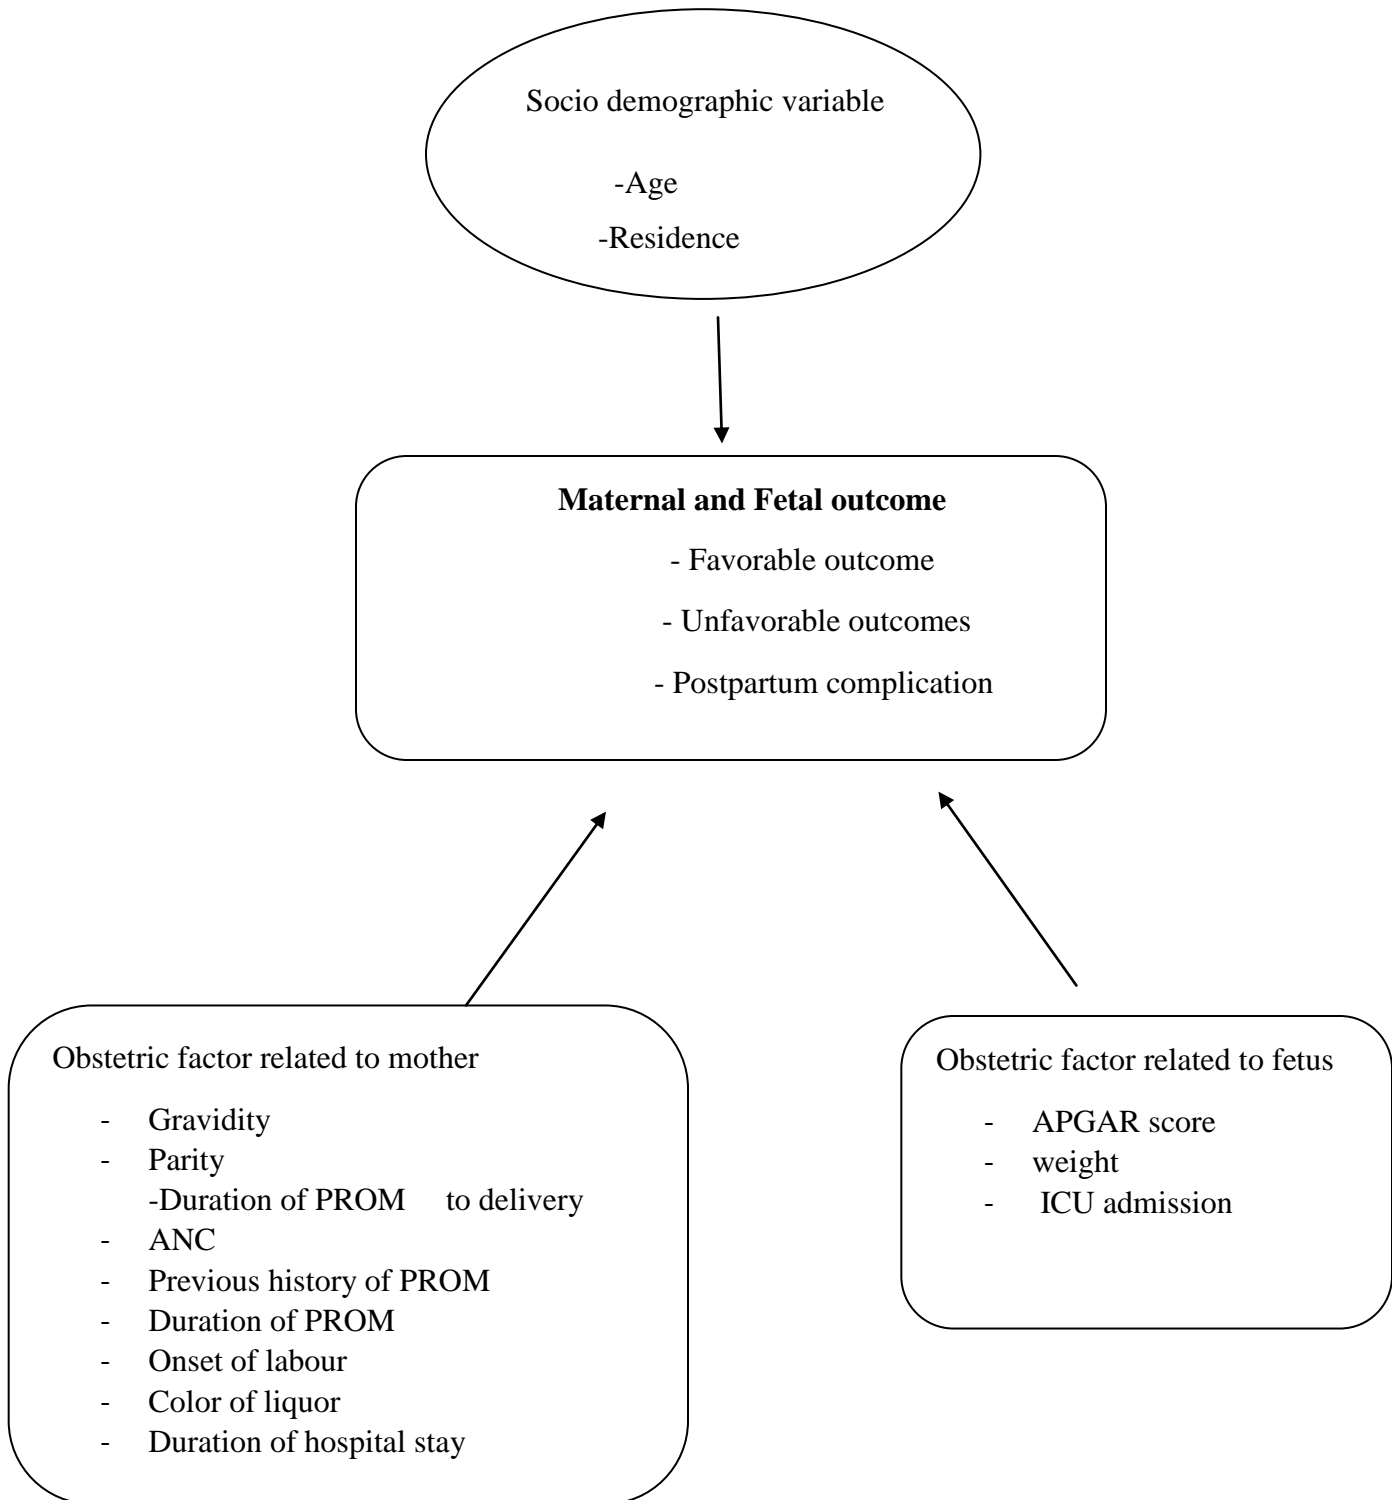 Socio demographic variable
-Age
-Residence
Maternal and Fetal outcome
- Favorable outcome
- Unfavorable outcomes
- Postpartum complication
Obstetric factor related to mother
- Gravidity
- Parity
-Duration of PROM to delivery
- ANC
- Previous history of PROM
- Duration of PROM
- Onset of labour
- Color of liquor
- Duration of hospital stay
Obstetric factor related to fetus
- APGAR score
- weight
- ICU admission